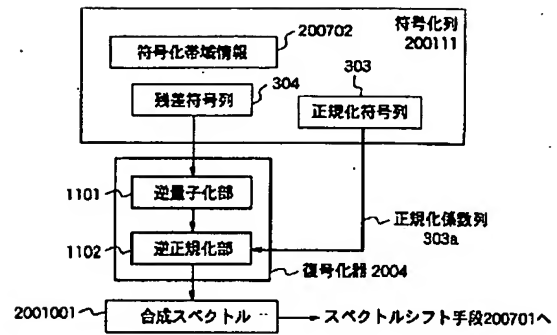 符号化列
200111
200702
符号化帯域情報
304
303
残差符号列
正規化符号列
1101
逆量子化部
1102
逆正規化部
正規化係数列
303a
復号化器 2004
2001001
合成スペクトル
スペクトルシフト手段200701へ